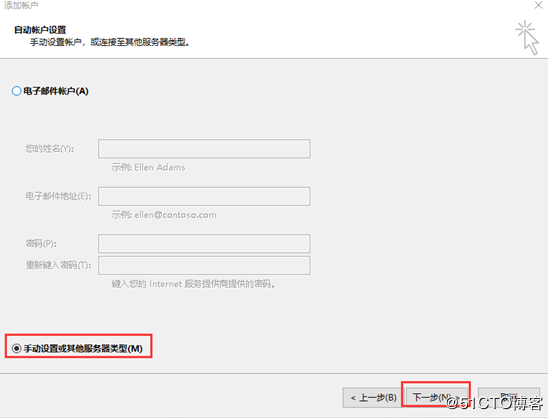 添加帐户
自动帐户设置
手动设置帐户，或连接至其他服务器类型。
电子邮件帐户(A)
您的姓名(Y):
示例: Ellen Adams
电子邮件地址(E):
示例: ellen@contoso.com
密码(P):
重新键入密码(T):
键入您的 Internet 服务提供商提供的密码。
手动设置或其他服务器类型(M)
< 上一步(B) 下一步(N) > 取消
@51CTO博客